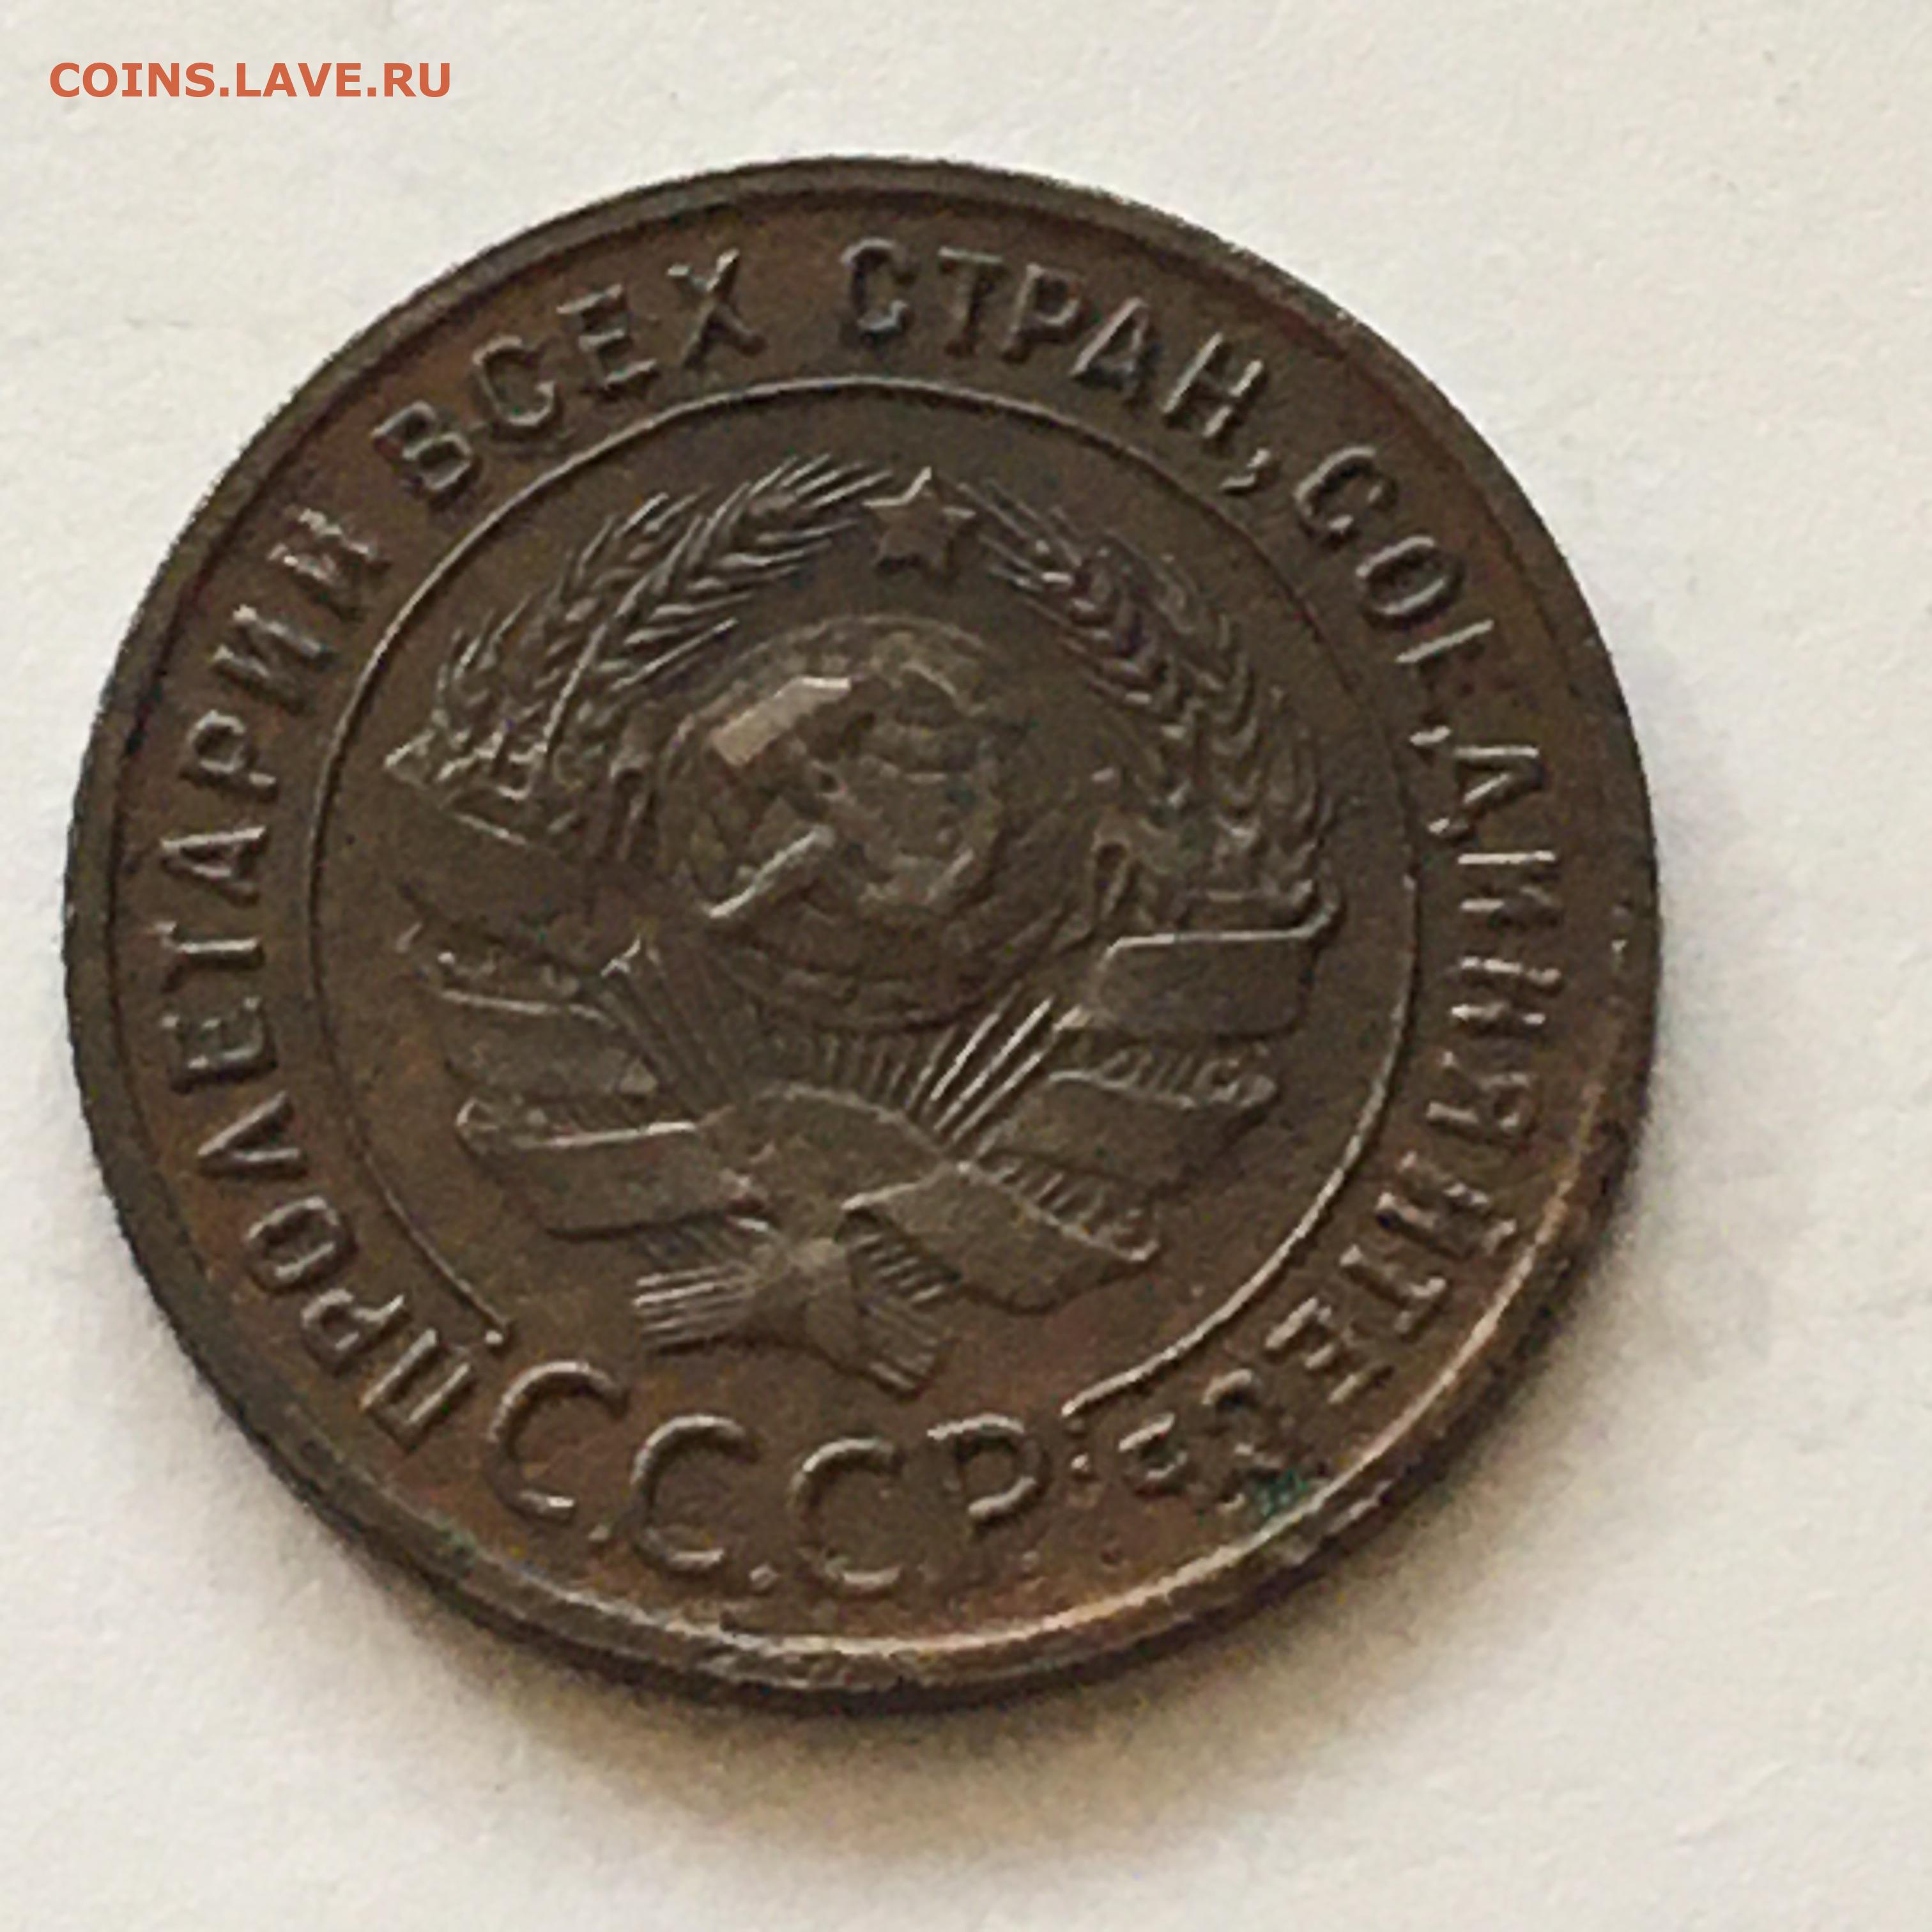 COINS.LAVE.RU
ПРОЛЕТАРИИ ВСЕХ СТРАН, СОЕДИНЯЙТЕСЬ
С.С.С.Р.